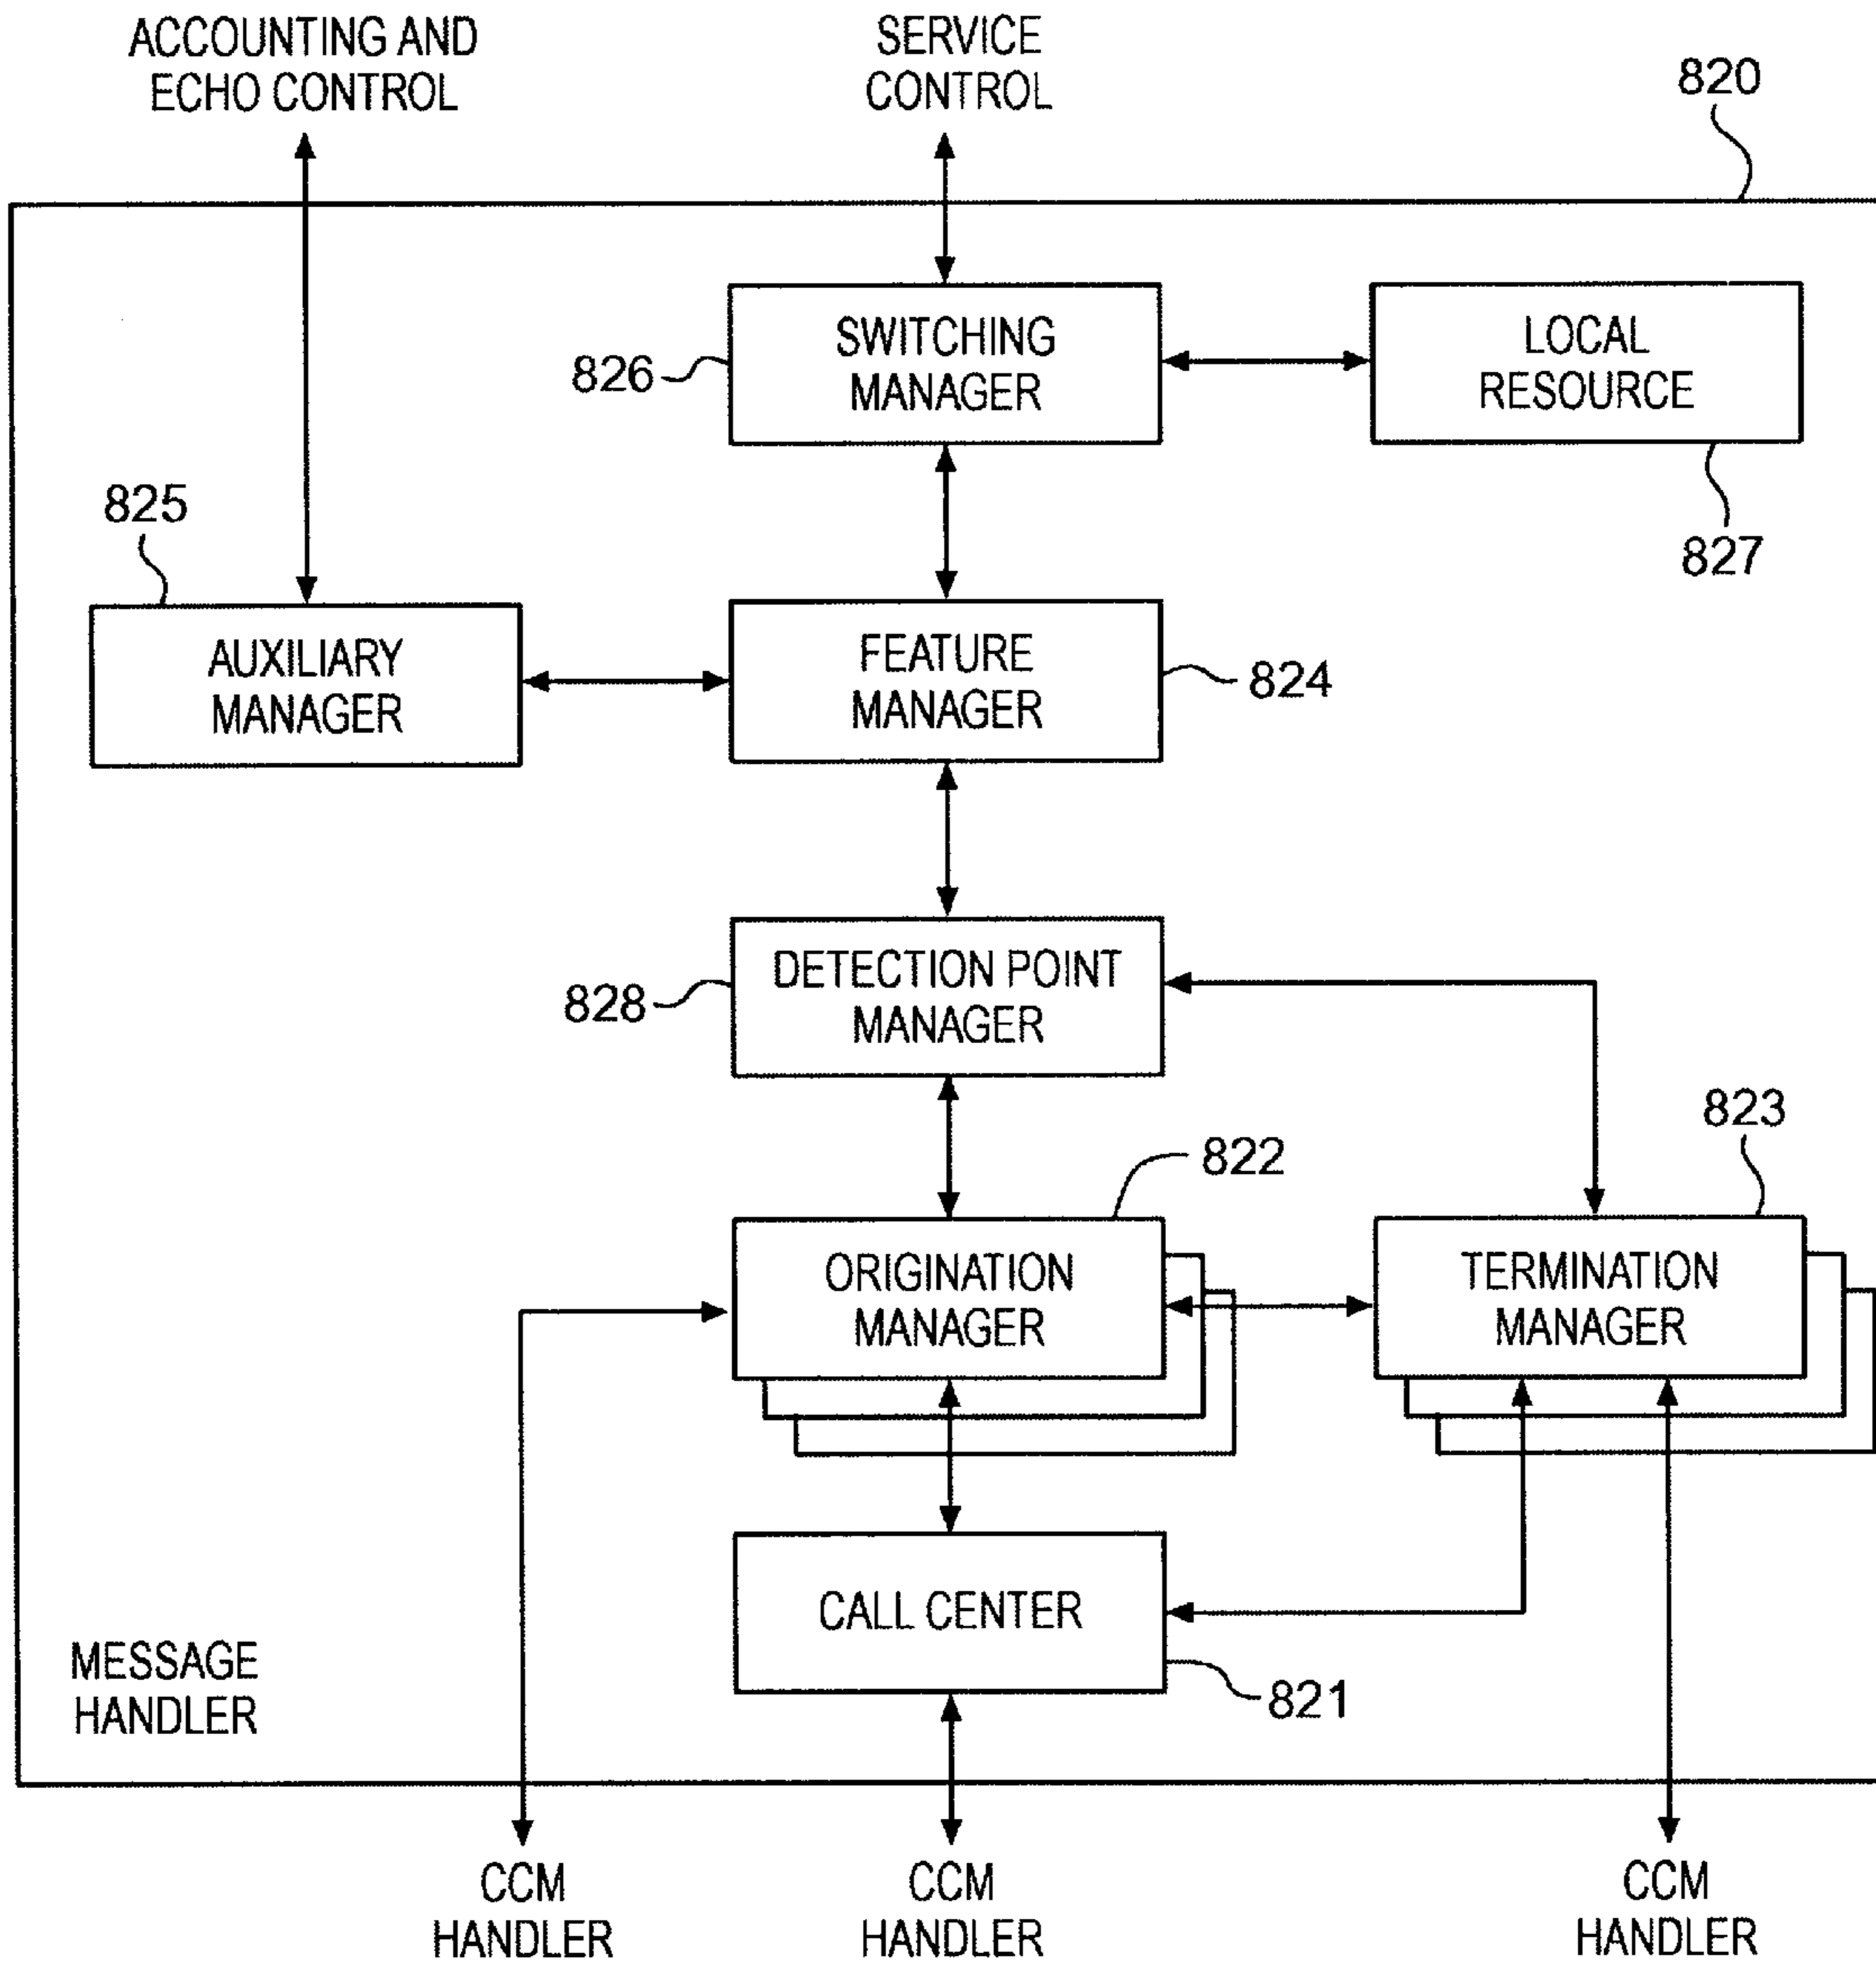 ACCOUNTING AND
ECHO CONTROL
SERVICE
CONTROL
820
SWITCHING
MANAGER
826
LOCAL
RESOURCE
827
825
AUXILIARY
MANAGER
FEATURE
MANAGER
824
DETECTION POINT
MANAGER
828
822
823
ORIGINATION
MANAGER
TERMINATION
MANAGER
CALL CENTER
821
MESSAGE
HANDLER
CCM
HANDLER
CCM
HANDLER
CCM
HANDLER